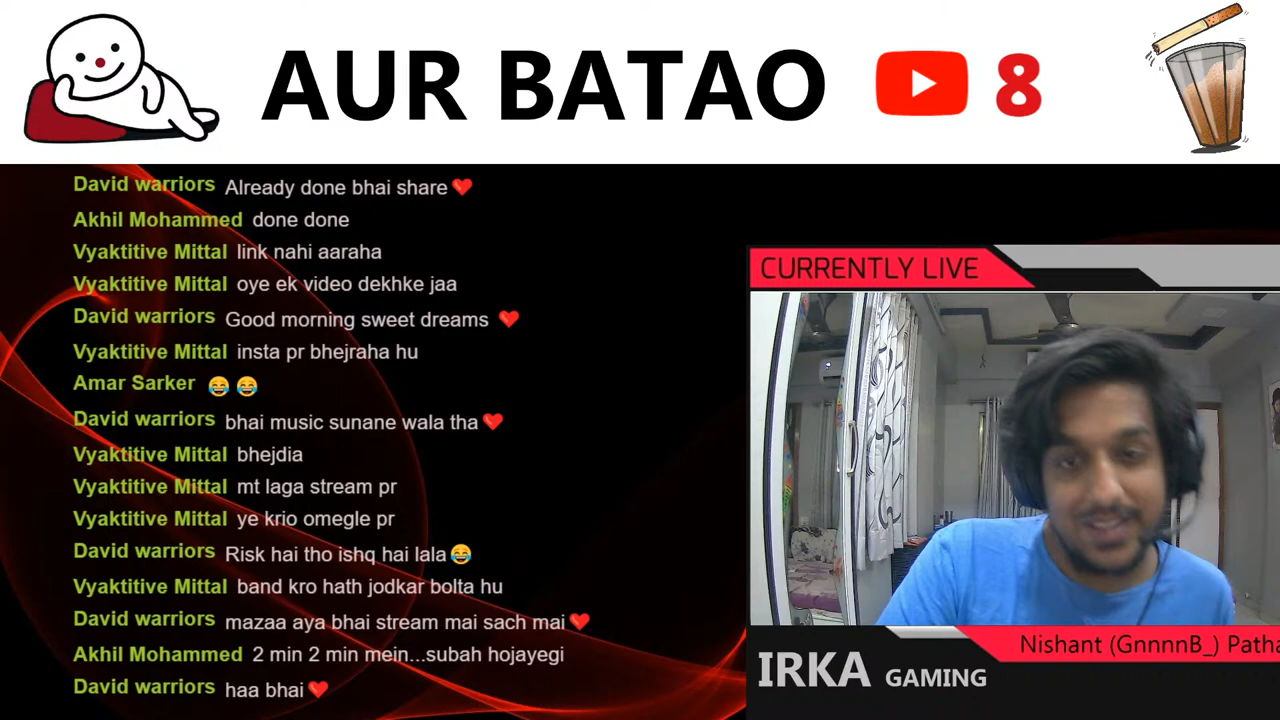 AUR BATAO 8
David warriors Already done bhai share❤
Akhil Mohammed done done
Vyaktitive Mittal link nahi aaraha
Vyaktitive Mittal oye ek video dekhke jaa
David warriors Good morning sweet dreams ❤
Vyaktitive Mittal insta pr bhejraha hu
Amar Sarker 😂 😂
David warriors bhai music sunane wala tha❤
Vyaktitive Mittal bhejdia
Vyaktitive Mittal mt laga stream pr
Vyaktitive Mittal ye krio omegle pr
David warriors Risk hai tho ishq hai lala😂
Vyaktitive Mittal band kro hath jodkar bolta hu
David warriors mazaa aya bhai stream mai sach mai❤
Akhil Mohammed 2 min 2 min mein...subah hojayegi
David warriors haa bhai❤
CURRENTLY LIVE
Nishant (GnnnnB_) Patha
IRKA GAMING